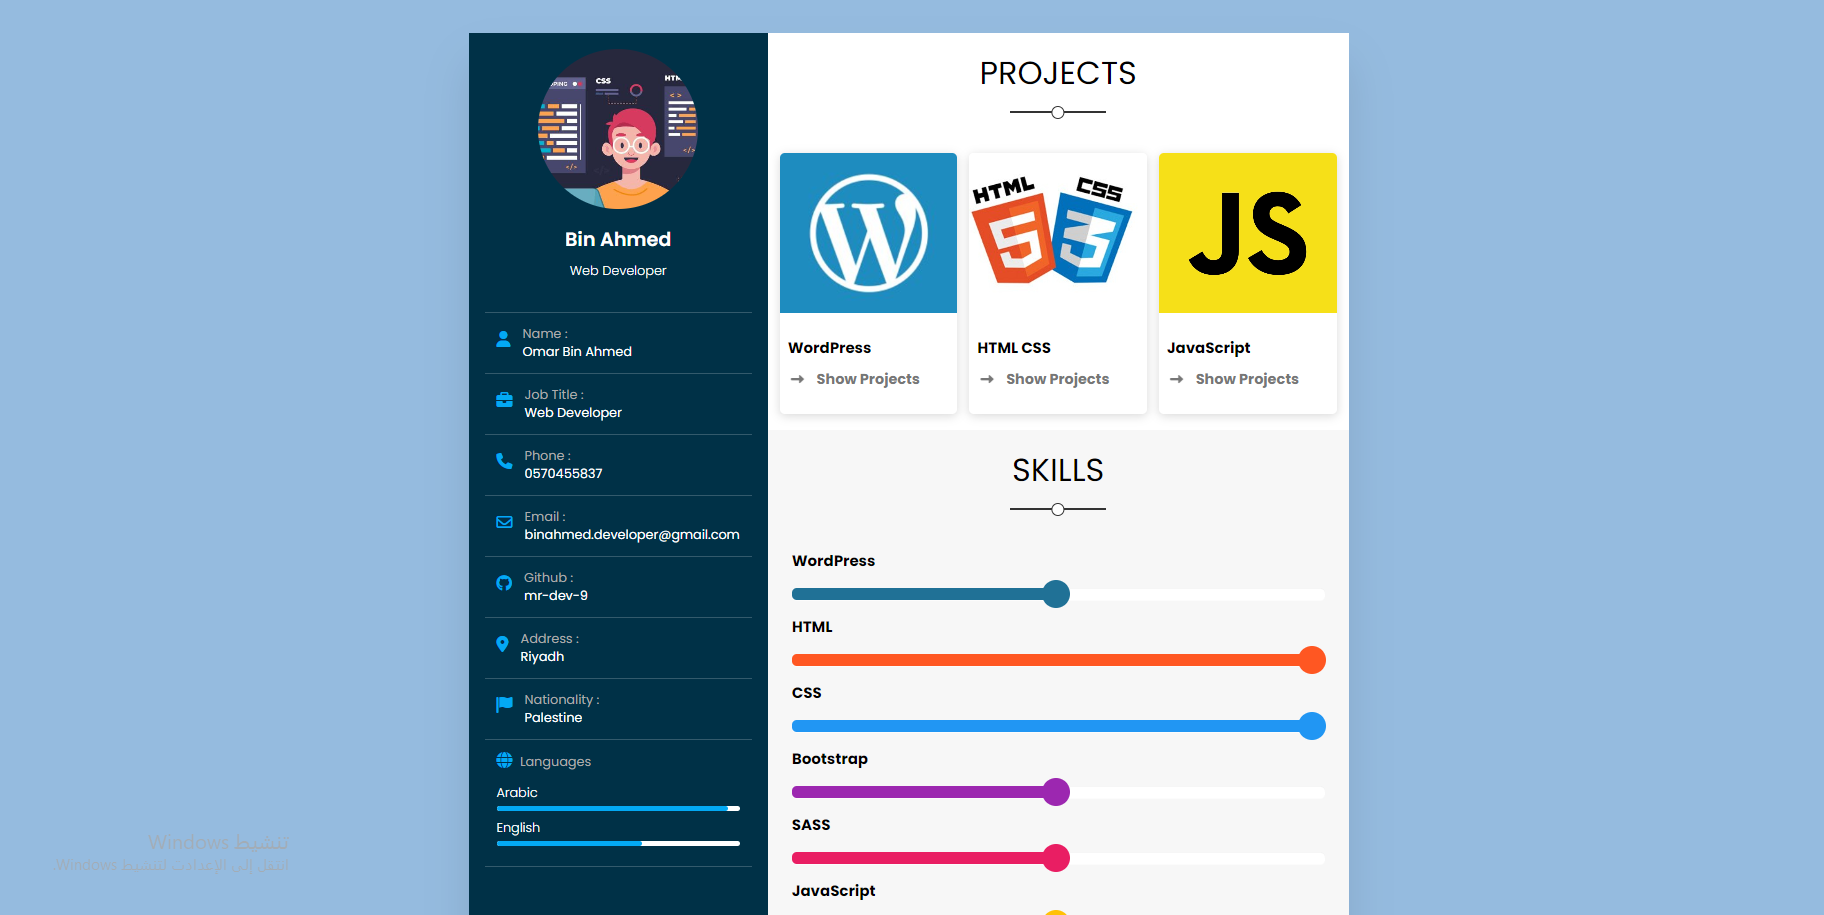 CSS
HTM
Bin Ahmed
Web Developer
Name :
Omar Bin Ahmed
Job Title :
Web Developer
Phone :
0570455837
Email :
binahmed.developer@gmail.com
Github :
mr-dev-9
Address :
Riyadh
Nationality :
Palestine
Languages
Arabic
English
PROJECTS
HTML
CSS
JS
WordPress
Show Projects
HTML CSS
Show Projects
JavaScript
Show Projects
SKILLS
WordPress
HTML
CSS
Bootstrap
SASS
JavaScript
تنشيط Windows
انتقل إلى الإعدادات لتنشيط Windows.